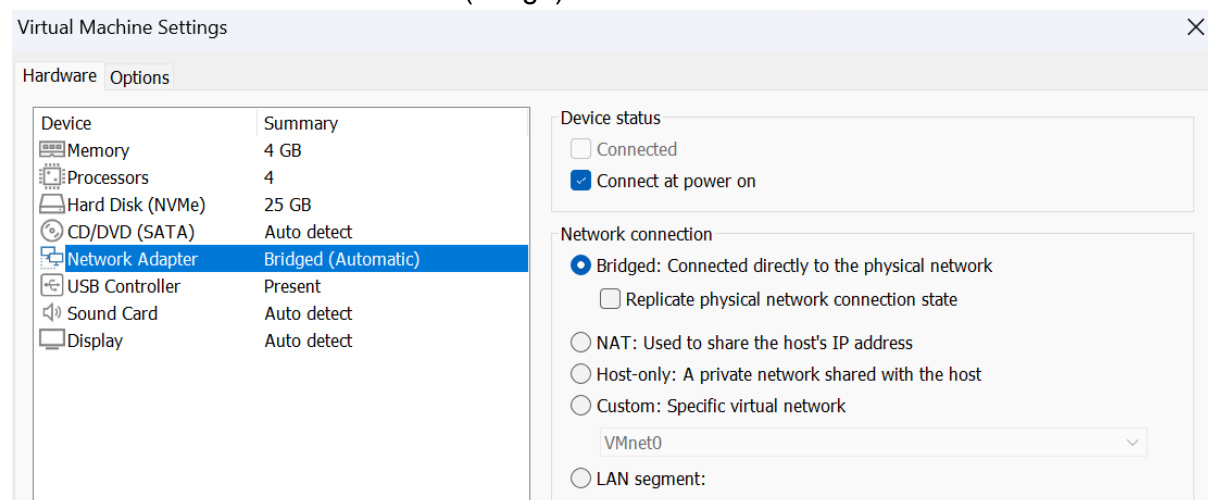 Virtual Machine Settings
Hardware Options
Device Summary
Memory 4 GB
Processors 4
Hard Disk (NVMe) 25 GB
CD/DVD (SATA) Auto detect
Network Adapter Bridged (Automatic)
USB Controller Present
Sound Card Auto detect
Display Auto detect
Device status
Connected
Connect at power on
Network connection
Bridged: Connected directly to the physical network
Replicate physical network connection state
NAT: Used to share the host's IP address
Host-only: A private network shared with the host
Custom: Specific virtual network
VMnet0
LAN segment: